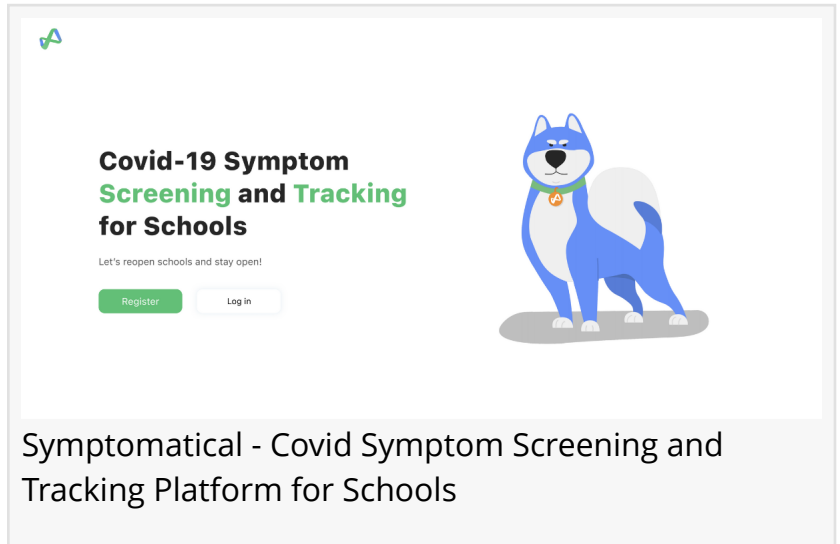 Covid-19 Symptom
Screening and Tracking
for Schools
Let's reopen schools and stay open!
Register
Log in
Symptomatical - Covid Symptom Screening and
Tracking Platform for Schools